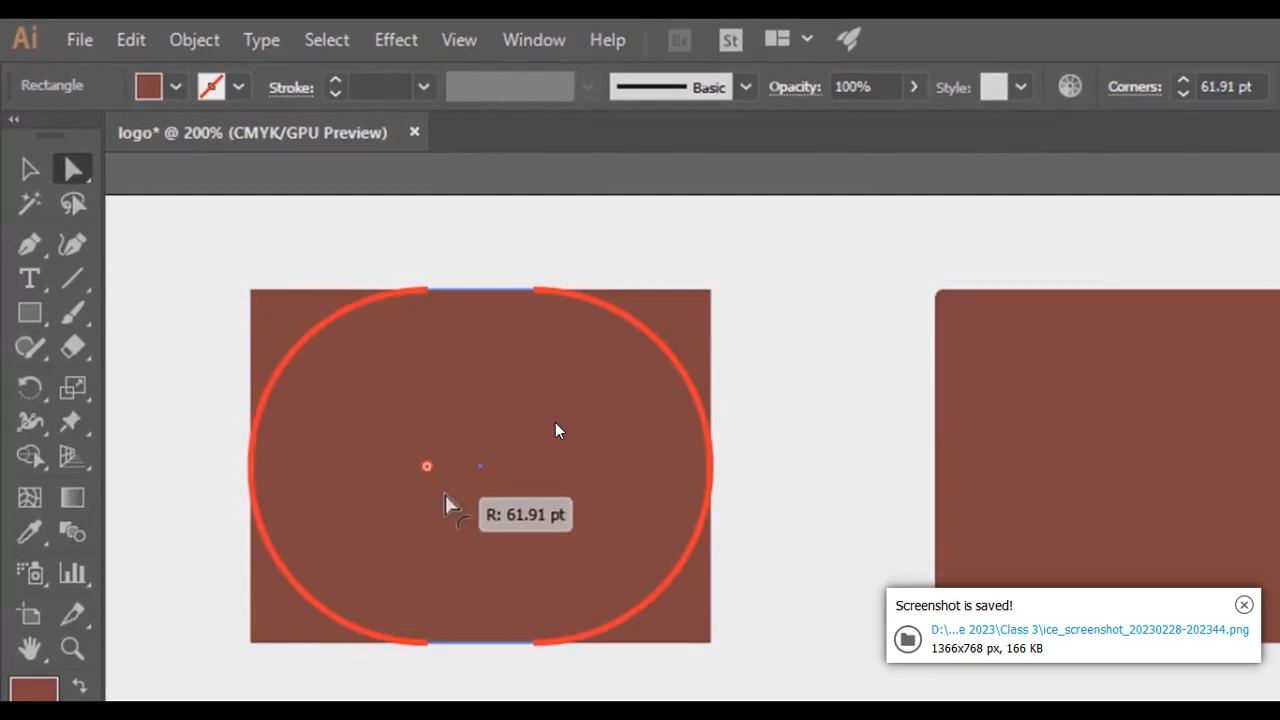 Ai File Edit Object Type Select Effect View Window Help Br St
Rectangle Stroke: Basic Opacity: 100% Style: Corners: 61.91 pt
logo* @ 200% (CMYK/GPU Preview)
T
R: 61.91 pt
Screenshot is saved!
D:\...e 2023\Class 3\ice_screenshot_20230228-202344.png
1366x768 px, 166 KB